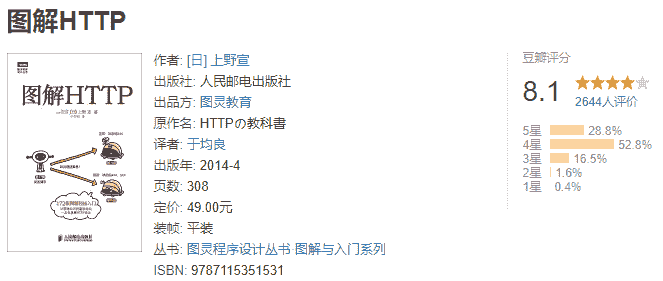 图解HTTP
图解HTTP
作者: [日] 上野宣
出版社: 人民邮电出版社
出品方: 图灵教育
原作名: HTTPの教科書
译者: 于均良
出版年: 2014-4
页数: 308
定价: 49.00元
装帧: 平装
丛书: 图灵程序设计丛书·图解与入门系列
ISBN: 9787115351531
豆瓣评分
8.1
2644人评价
5星 28.8%
4星 52.8%
3星 16.5%
2星 1.6%
1星 0.4%